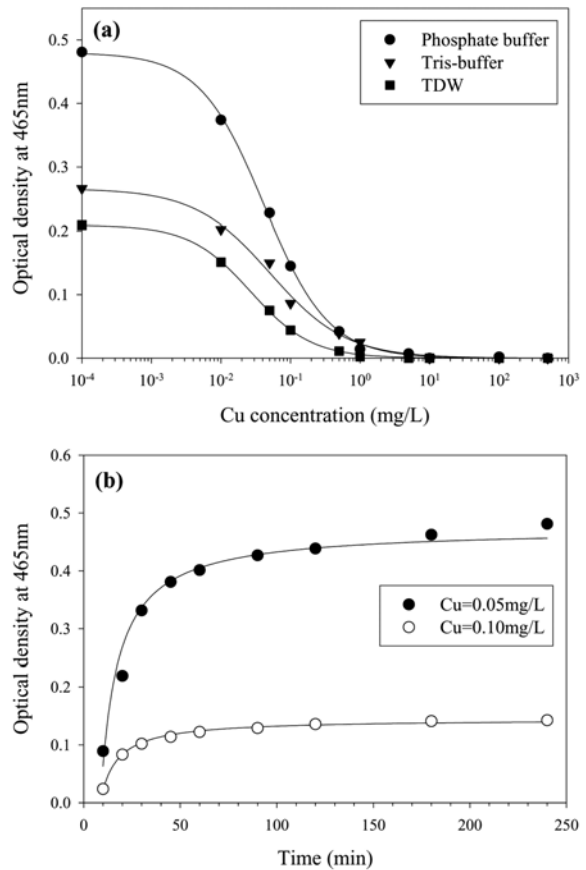 (a)
Phosphate buffer
Tris-buffer
TDW
Optical density at 465nm
0.5
0.4
0.3
0.2
0.1
0.0
10⁻⁴ 10⁻³ 10⁻² 10⁻¹ 10⁰ 10¹ 10² 10³
Cu concentration (mg/L)
(b)
Optical density at 465nm
0.6
0.5
0.4
0.3
0.2
0.1
0.0
Cu=0.05mg/L
Cu=0.10mg/L
0 50 100 150 200 250
Time (min)